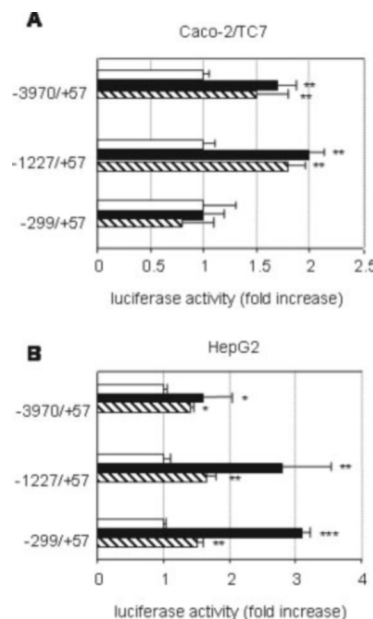 A
Caco-2/TC7
-3970/+57
**
**
-1227/+57
**
**
-299/+57
0 0.5 1 1.5 2 2.5
luciferase activity (fold increase)
B
HepG2
-3970/+57
*
*
-1227/+57
**
**
-299/+57
***
**
0 1 2 3 4
luciferase activity (fold increase)